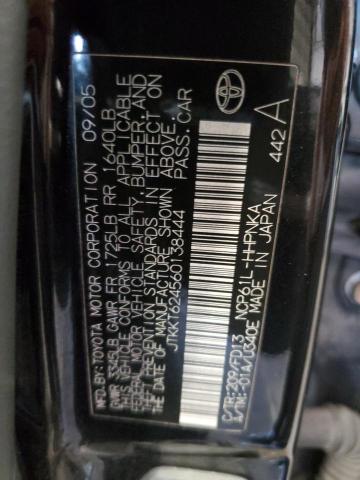 MFD BY:TOYOTA MOTOR CORPORATION 09/05
GVWR 3345LB GAWR FR 1725LB RR 1640LB
THIS VEHICLE CONFORMS TO ALL APPLICABLE
FEDERAL MOTOR VEHICLE SAFETY, BUMPER, AND
THEFT PREVENTION STANDARDS IN EFFECT ON
THE DATE OF MANUFACTURE SHOWN ABOVE.
JTKKT624560138444 PASS.CAR
C/TR:209/FD13 NCP61L-HHPNKA
A/TM:-01A/U340E MADE IN JAPAN 442 A
TOYOTA